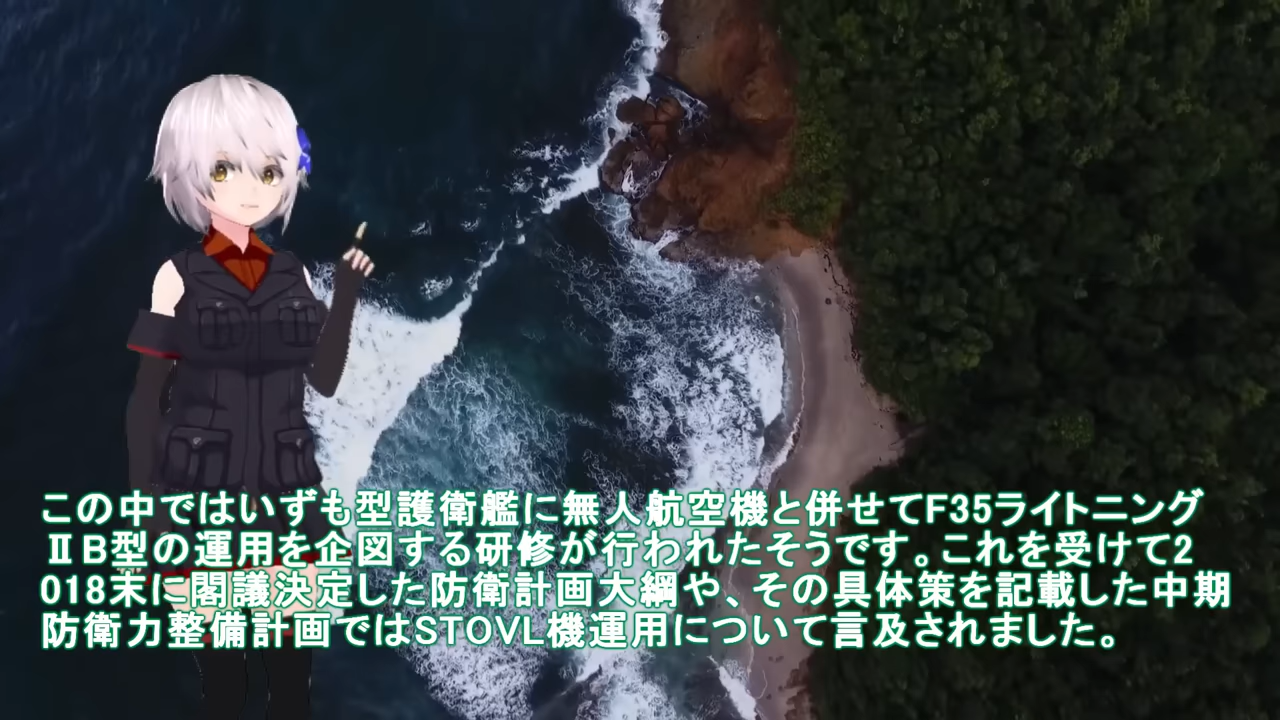 この中ではいずも型護衛艦に無人航空機と併せてF35ライトニング
ⅡB型の運用を企図する研修が行われたそうです。これを受けて2
018末に閣議決定した防衛計画大綱や、その具体策を記載した中期
防衛力整備計画ではSTOVL機運用について言及されました。